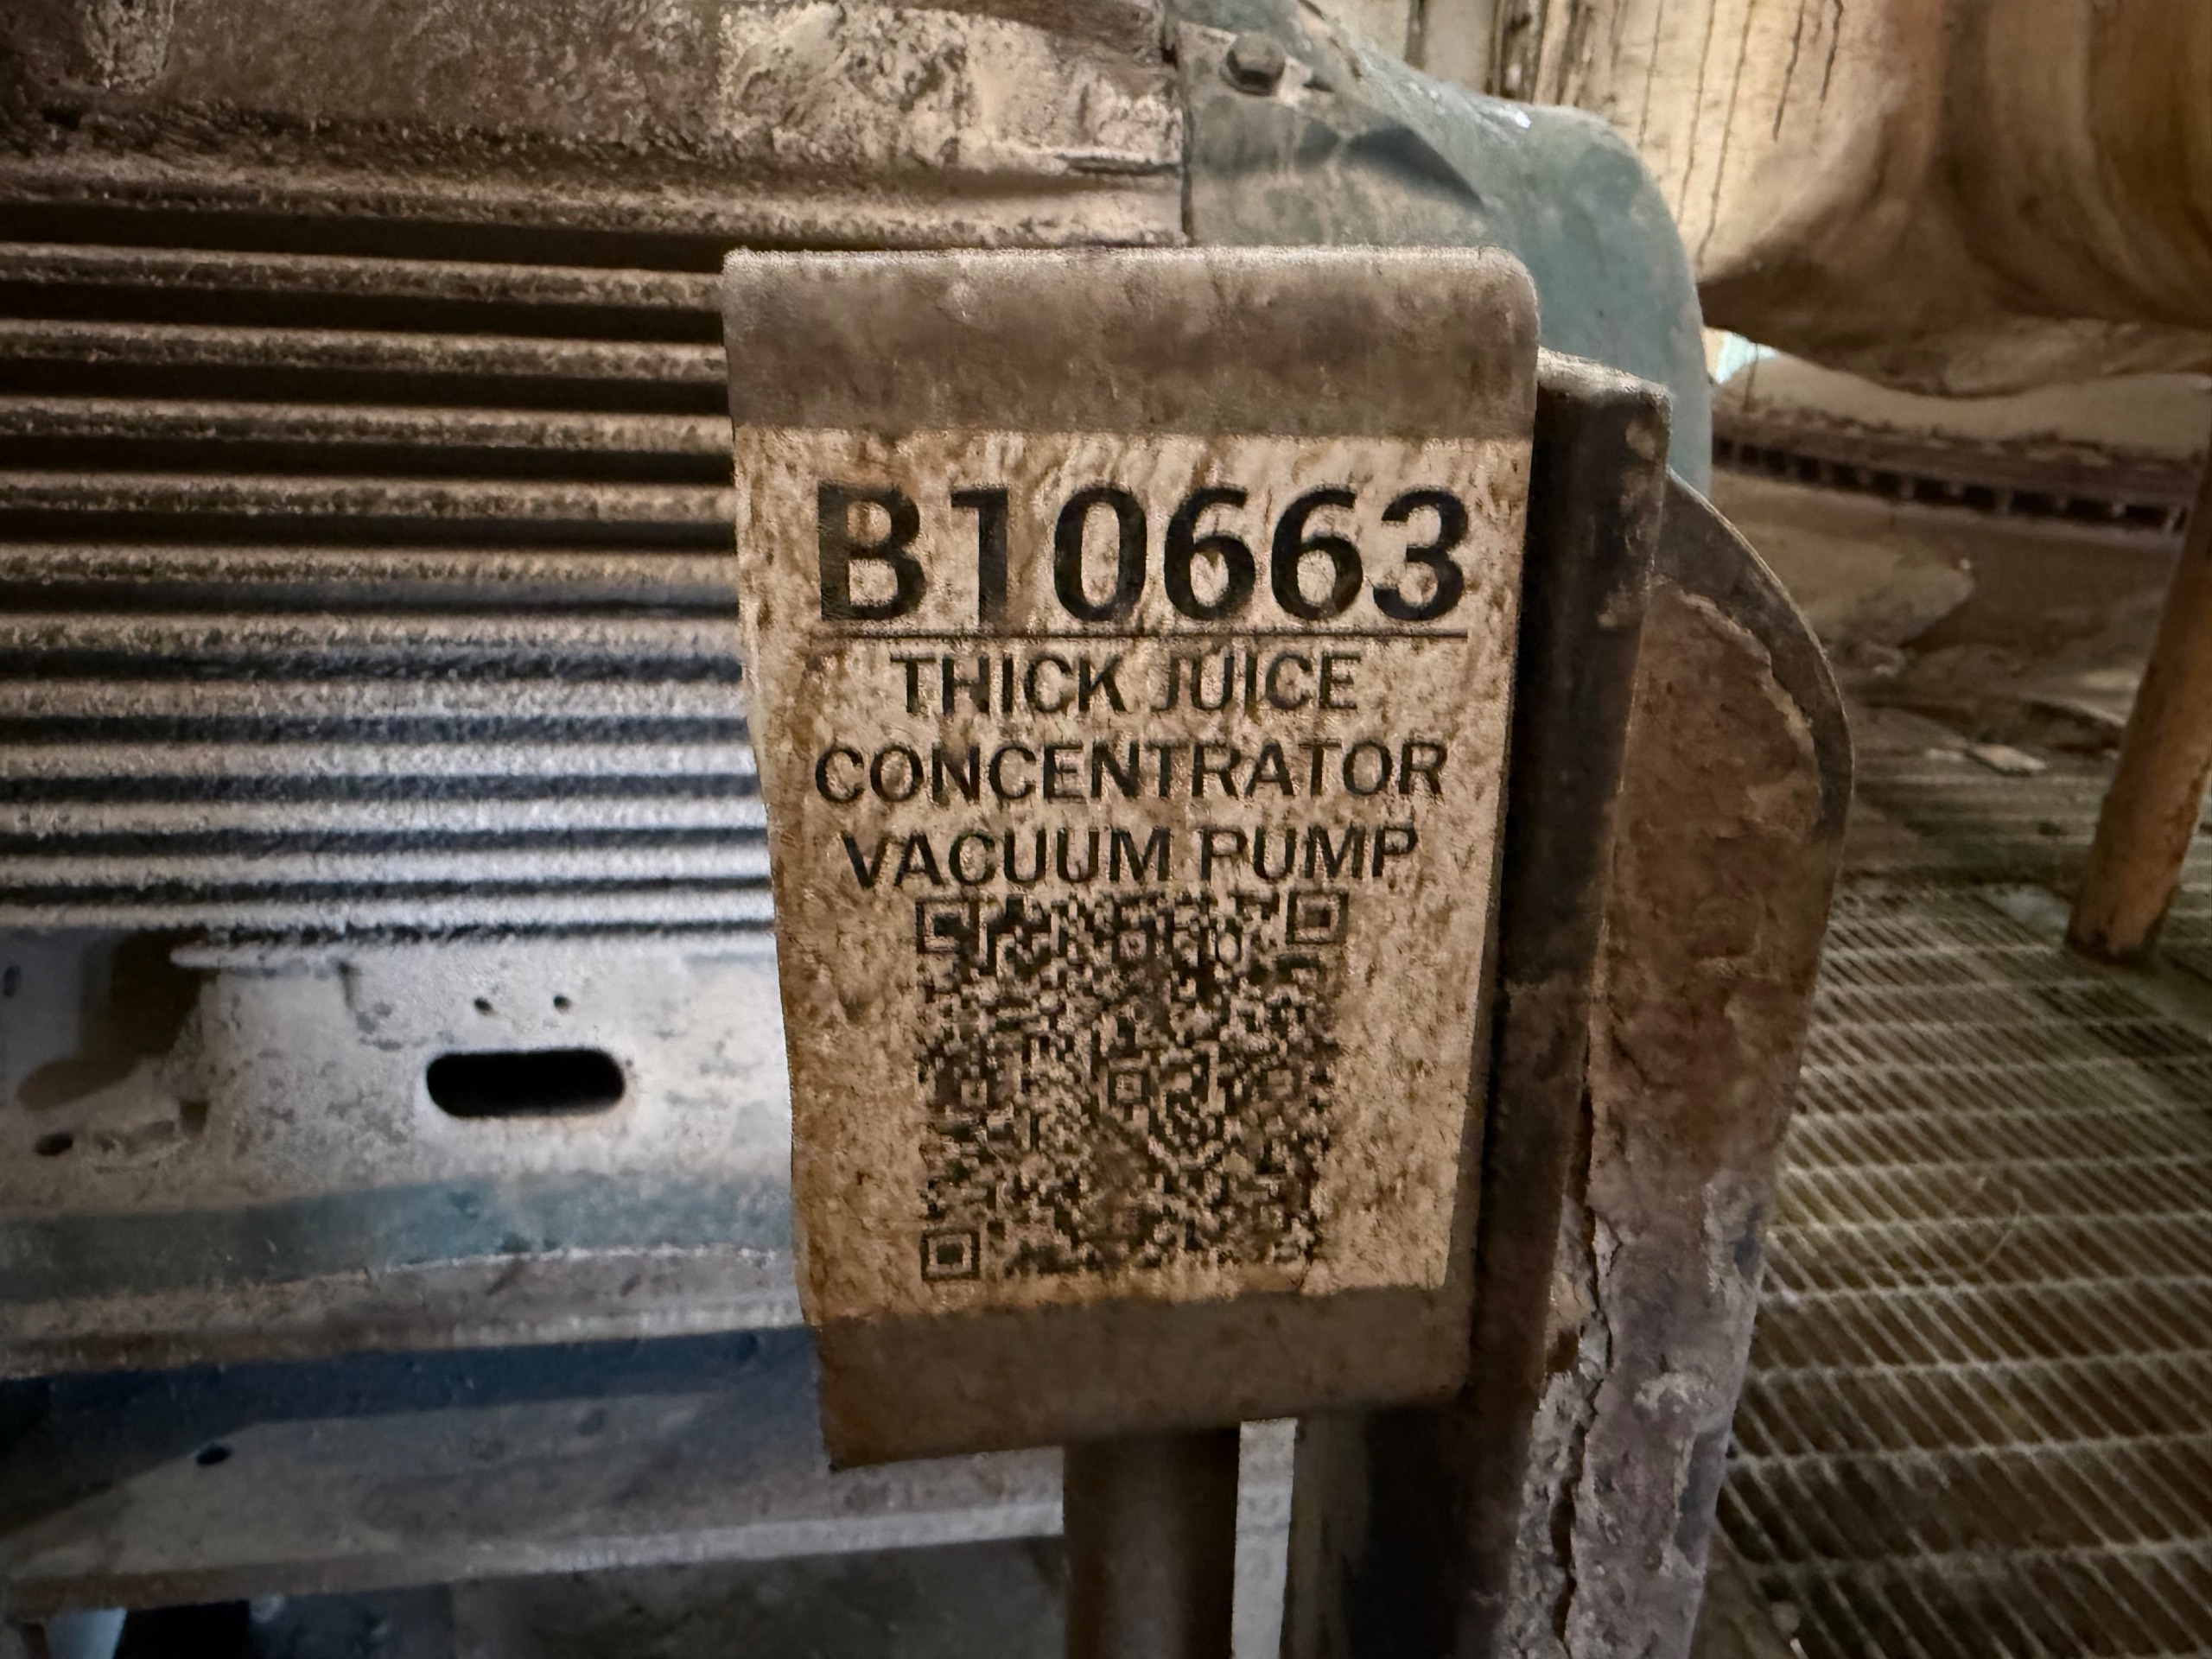 B10663
THICK JUICE
CONCENTRATOR
VACUUM PUMP